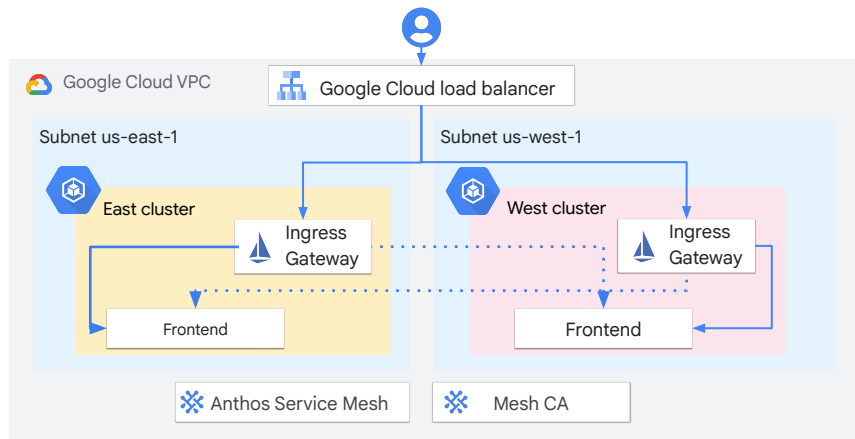 Google Cloud VPC
Google Cloud load balancer
Subnet us-east-1
Subnet us-west-1
East cluster
West cluster
Ingress
Gateway
Ingress
Gateway
Frontend
Frontend
Anthos Service Mesh
Mesh CA